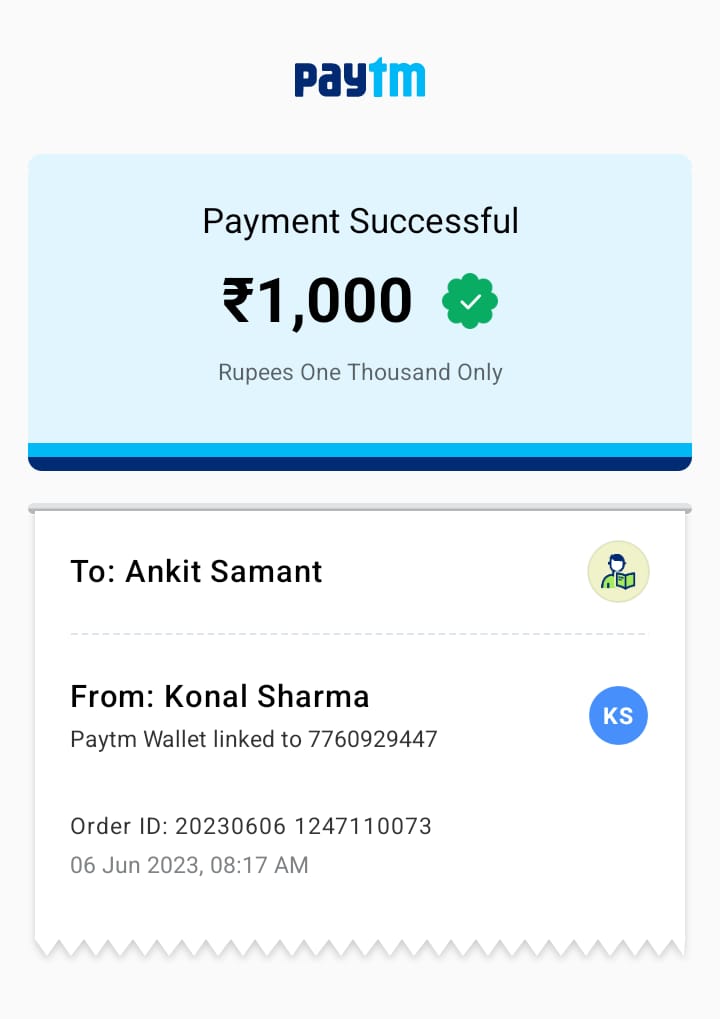 paytm
Payment Successful
₹1,000
Rupees One Thousand Only
To: Ankit Samant
From: Konal Sharma
KS
Paytm Wallet linked to 7760929447
Order ID: 20230606 1247110073
06 Jun 2023, 08:17 AM